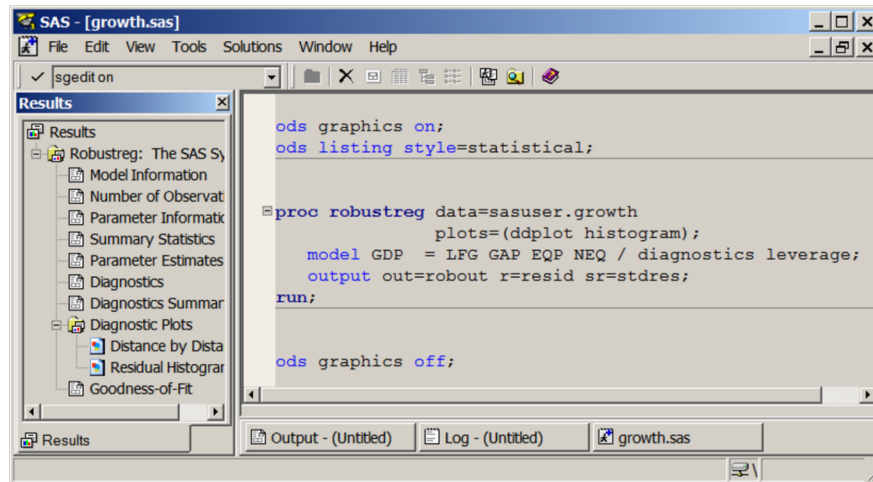 SAS - [growth.sas]
File Edit View Tools Solutions Window Help
sgedit on
Results
Results
Robustreg: The SAS Sy
Model Information
Number of Observat
Parameter Informatic
Summary Statistics
Parameter Estimates
Diagnostics
Diagnostics Summar
Diagnostic Plots
Distance by Dista
Residual Histograr
Goodness-of-Fit
Results
ods graphics on;
ods listing style=statistical;
proc robustreg data=sasuser.growth
plots=(ddplot histogram);
model GDP = LFG GAP EQP NEQ / diagnostics leverage;
output out=robout r=resid sr=stdres;
run;
ods graphics off;
Output - (Untitled) Log - (Untitled) growth.sas